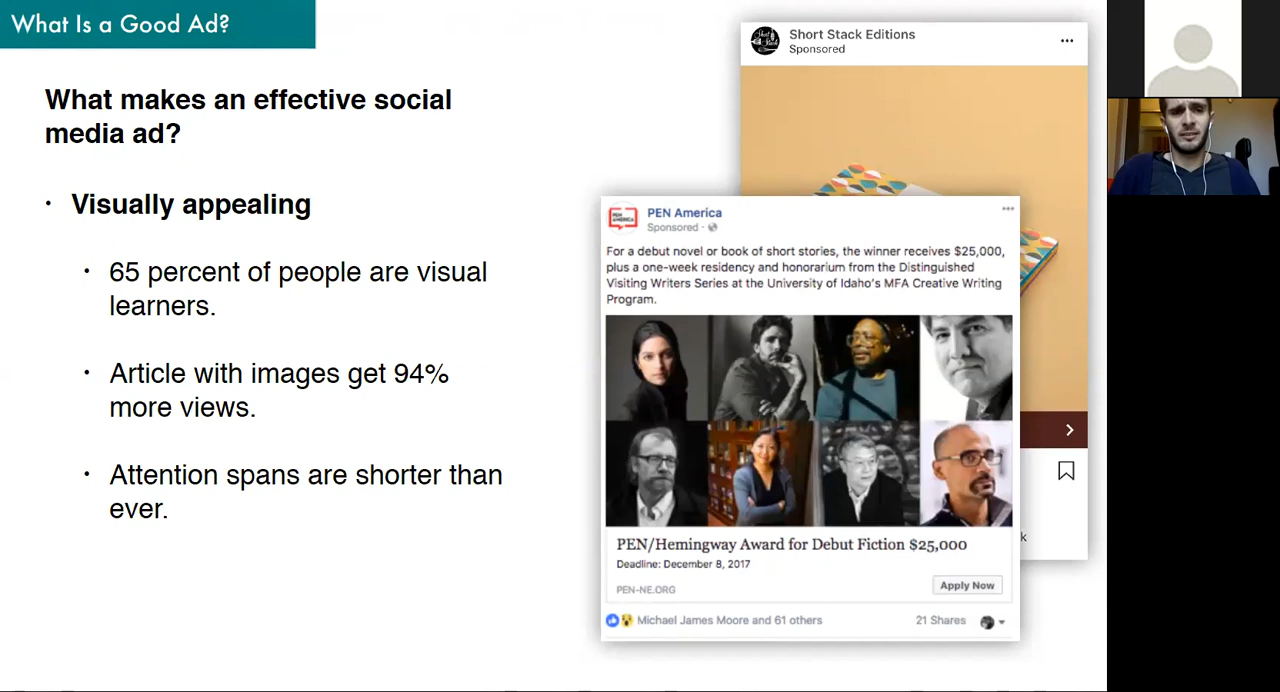 What Is a Good Ad?
What makes an effective social
media ad?
• Visually appealing
• 65 percent of people are visual
learners.
• Article with images get 94%
more views.
• Attention spans are shorter than
ever.
Short Stack Editions
Sponsored
PEN AMERICA
PEN America
Sponsored ·
For a debut novel or book of short stories, the winner receives $25,000,
plus a one-week residency and honorarium from the Distinguished
Visiting Writers Series at the University of Idaho's MFA Creative Writing
Program.
PEN/Hemingway Award for Debut Fiction $25,000
Deadline: December 8, 2017
PEN-NE.ORG
Apply Now
Michael James Moore and 61 others
21 Shares
k